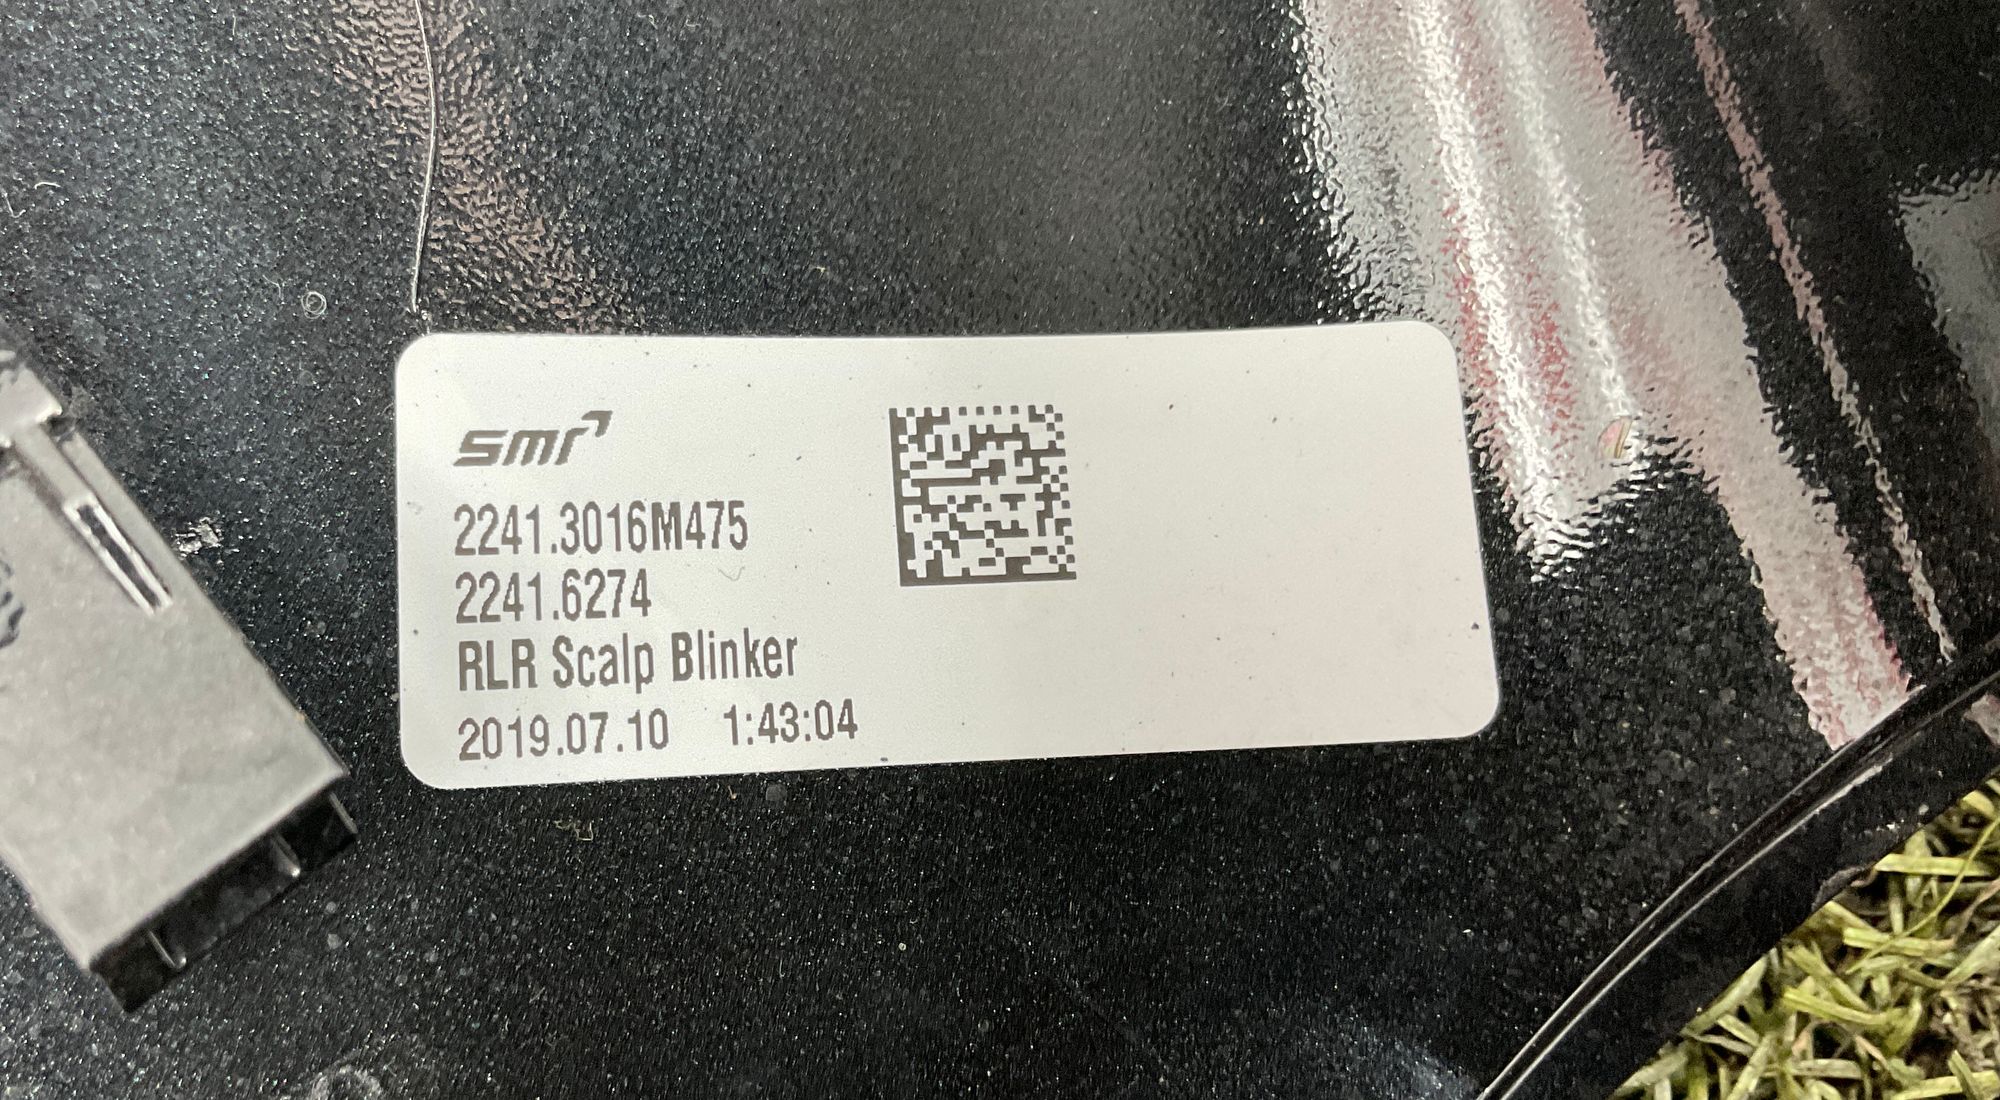 smr
2241.3016M475
2241.6274
RLR Scalp Blinker
2019.07.10 1:43:04